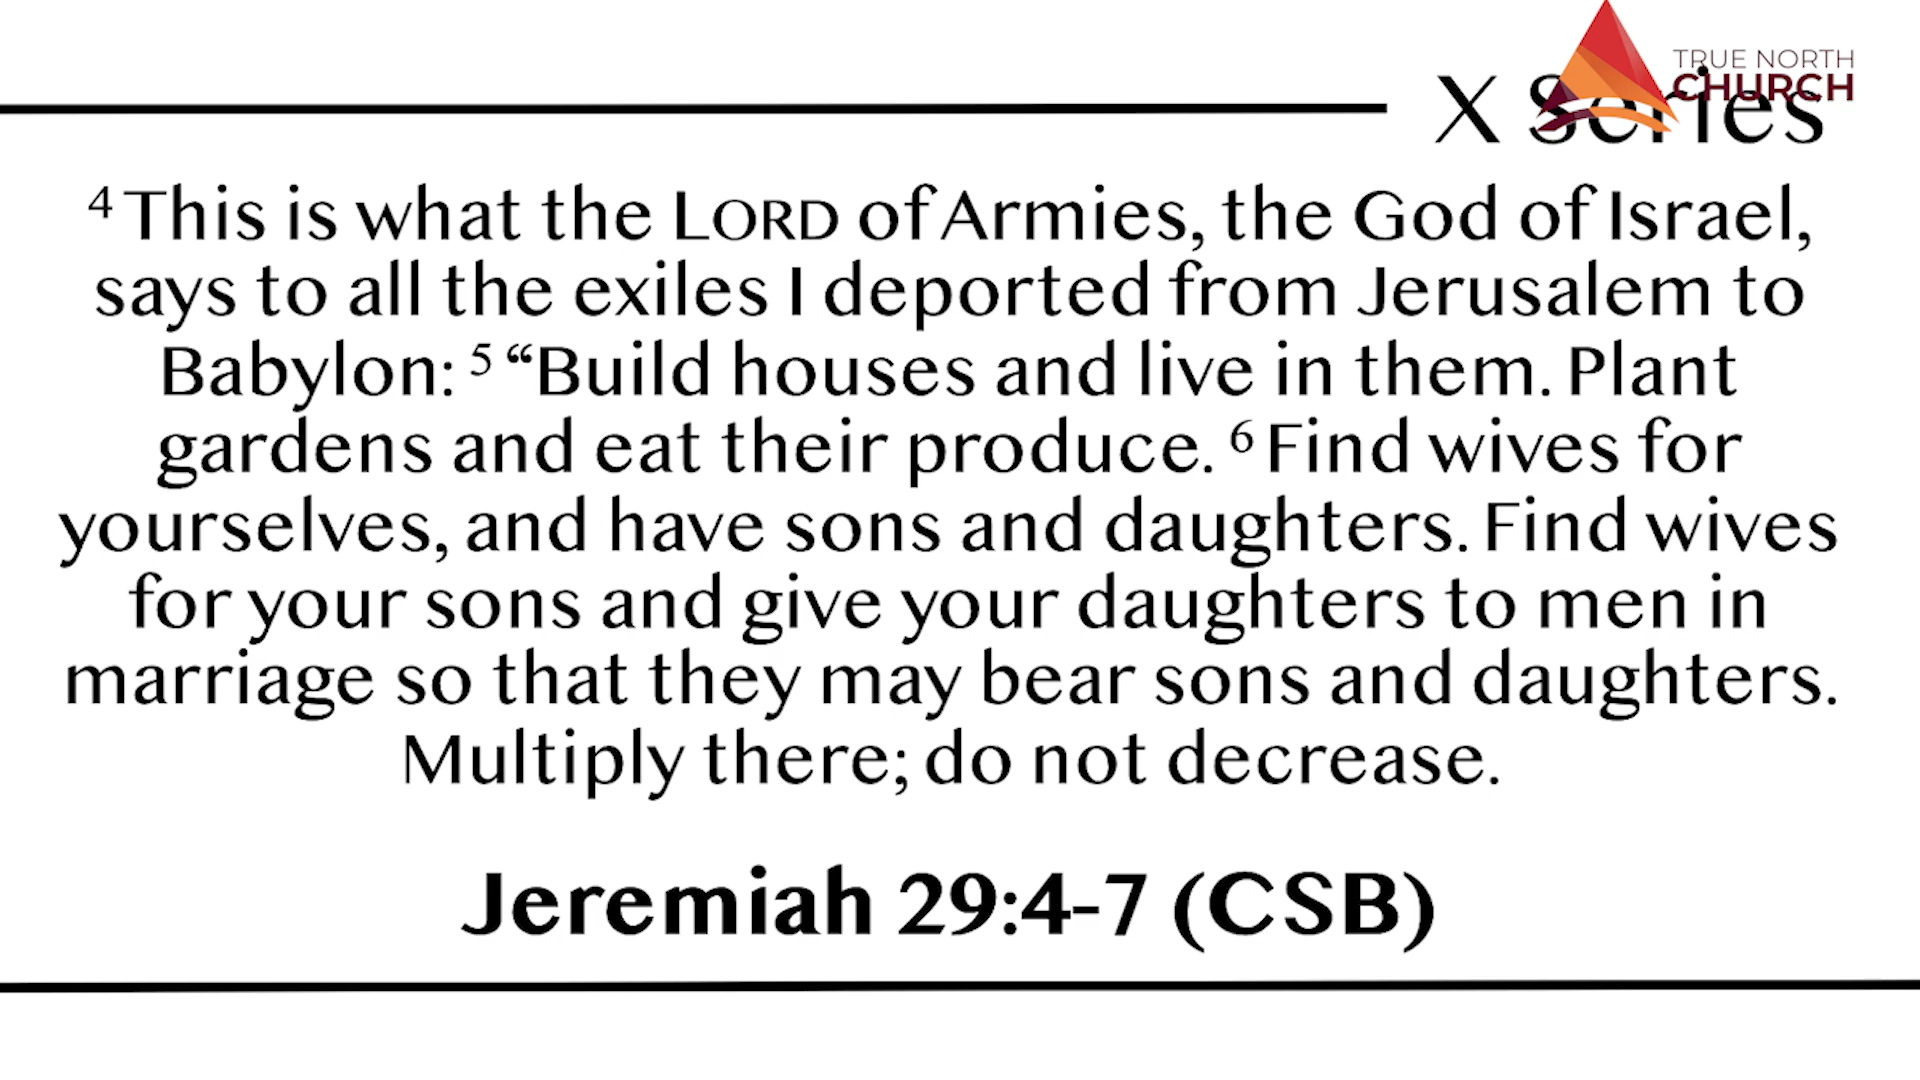 TRUE NORTH
CHURCH
X Series
4 This is what the LORD of Armies, the God of Israel,
says to all the exiles I deported from Jerusalem to
Babylon: 5 “Build houses and live in them. Plant
gardens and eat their produce. 6 Find wives for
yourselves, and have sons and daughters. Find wives
for your sons and give your daughters to men in
marriage so that they may bear sons and daughters.
Multiply there; do not decrease.
Jeremiah 29:4-7 (CSB)